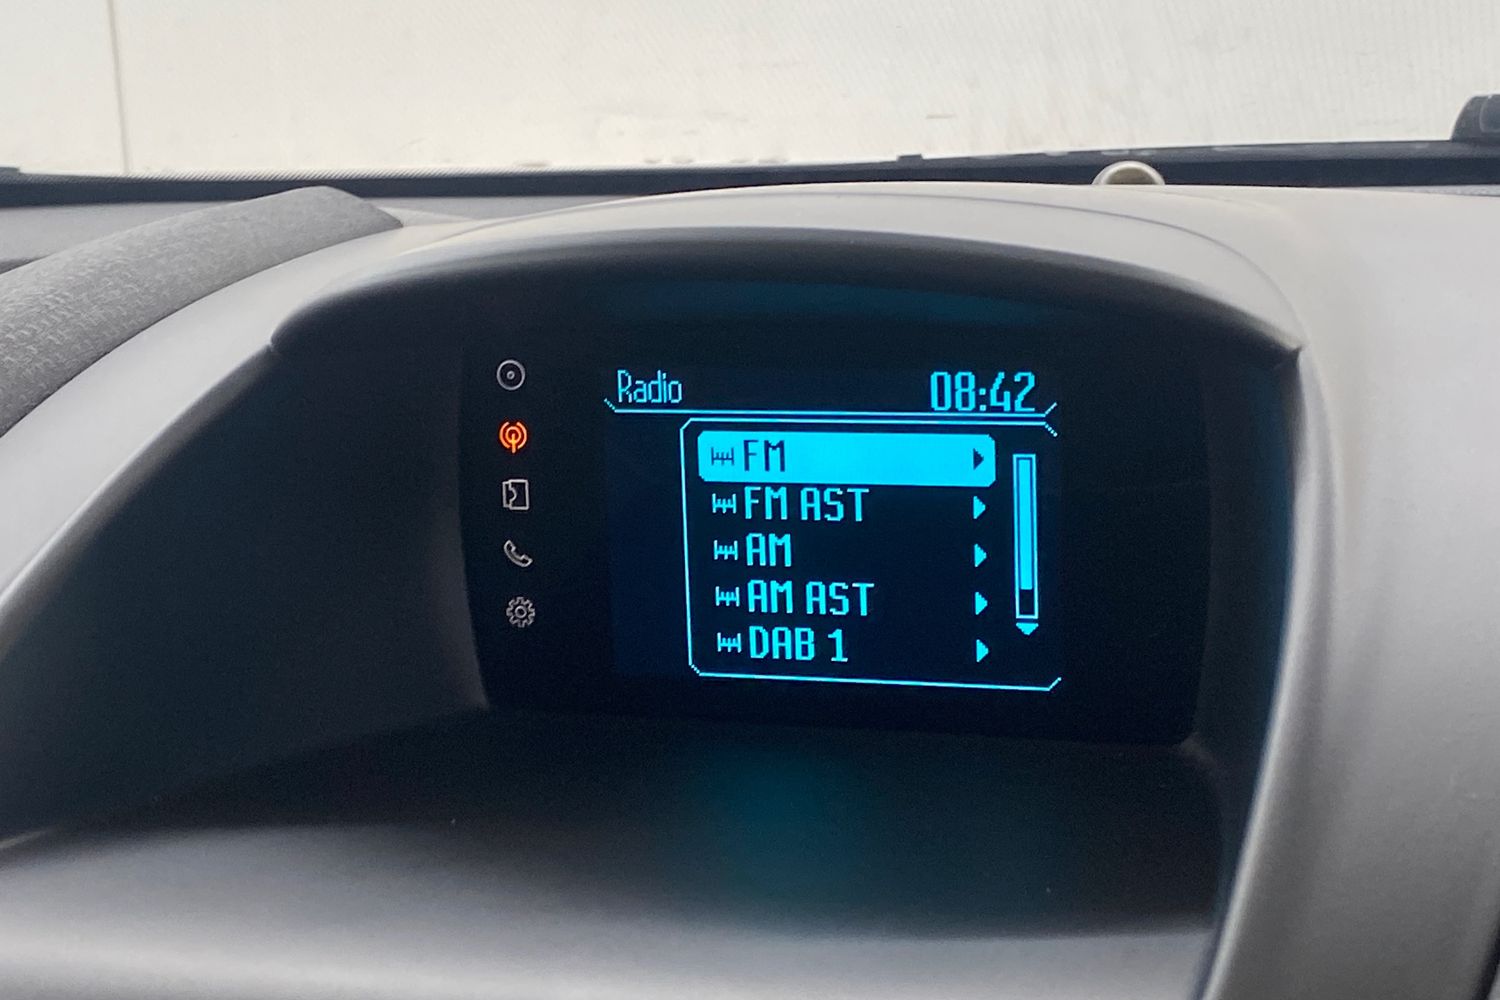 Radio 08:42
FM
FM AST
AM
AM AST
DAB 1